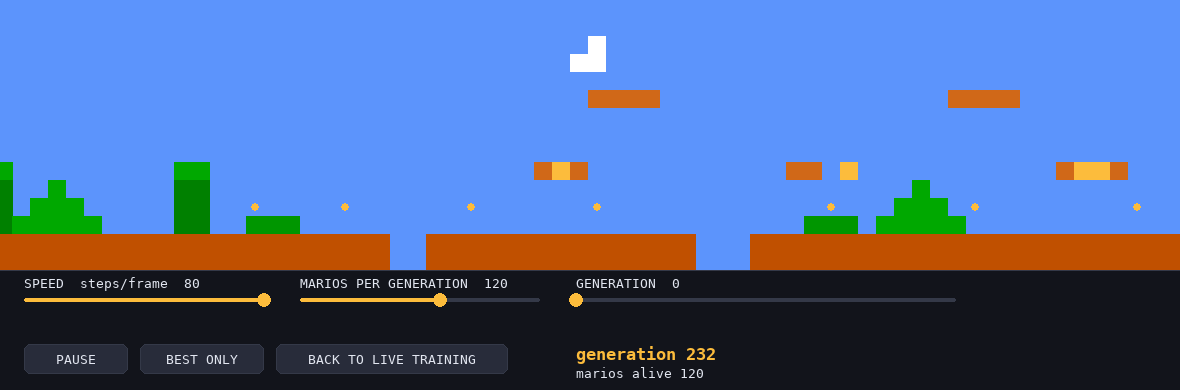 SPEED  steps/frame  80
MARIOS PER GENERATION  120
GENERATION  0
PAUSE
BEST ONLY
BACK TO LIVE TRAINING
generation 232
marios alive 120